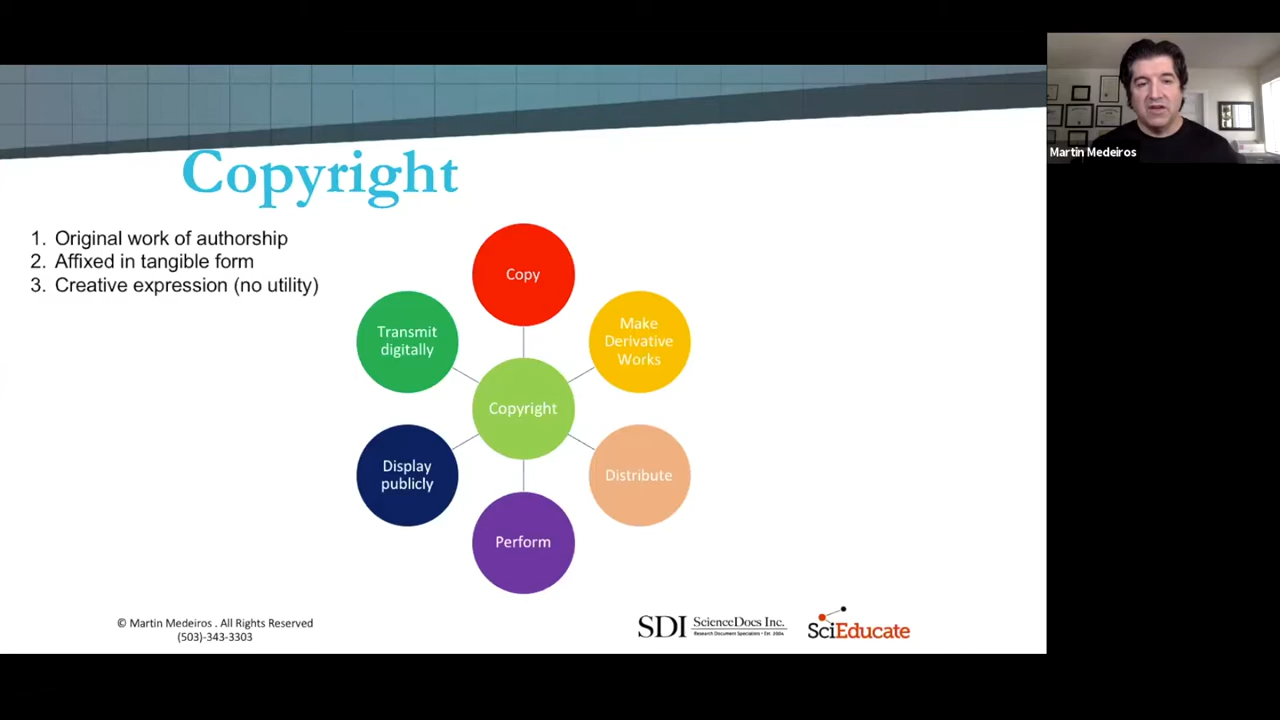 Copyright
1. Original work of authorship
2. Affixed in tangible form
3. Creative expression (no utility)
Copy
Make
Derivative
Works
Distribute
Perform
Display
publicly
Transmit
digitally
Copyright
© Martin Medeiros . All Rights Reserved
(503)-343-3303
SDI ScienceDocs Inc.
Research Document Specialists • Est. 2004
SciEducate
Martin Medeiros